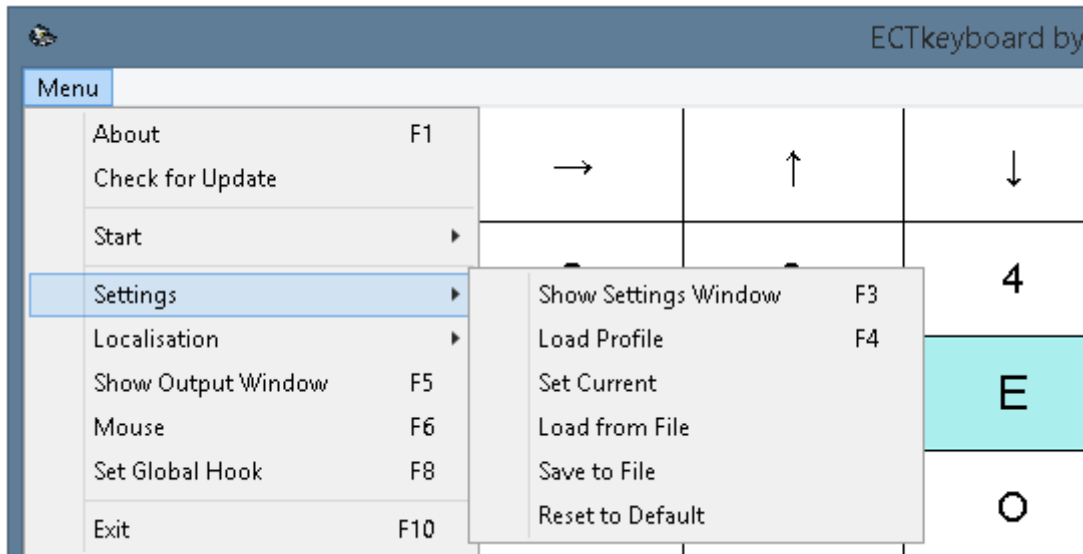 ECTkeyboard by
Menu
About F1
Check for Update
→ ↑ ↓
Start
4
Settings
Show Settings Window F3
Localisation
Load Profile F4
Show Output Window F5
Set Current
E
Mouse F6
Load from File
Set Global Hook F8
Save to File
Exit F10
Reset to Default
O